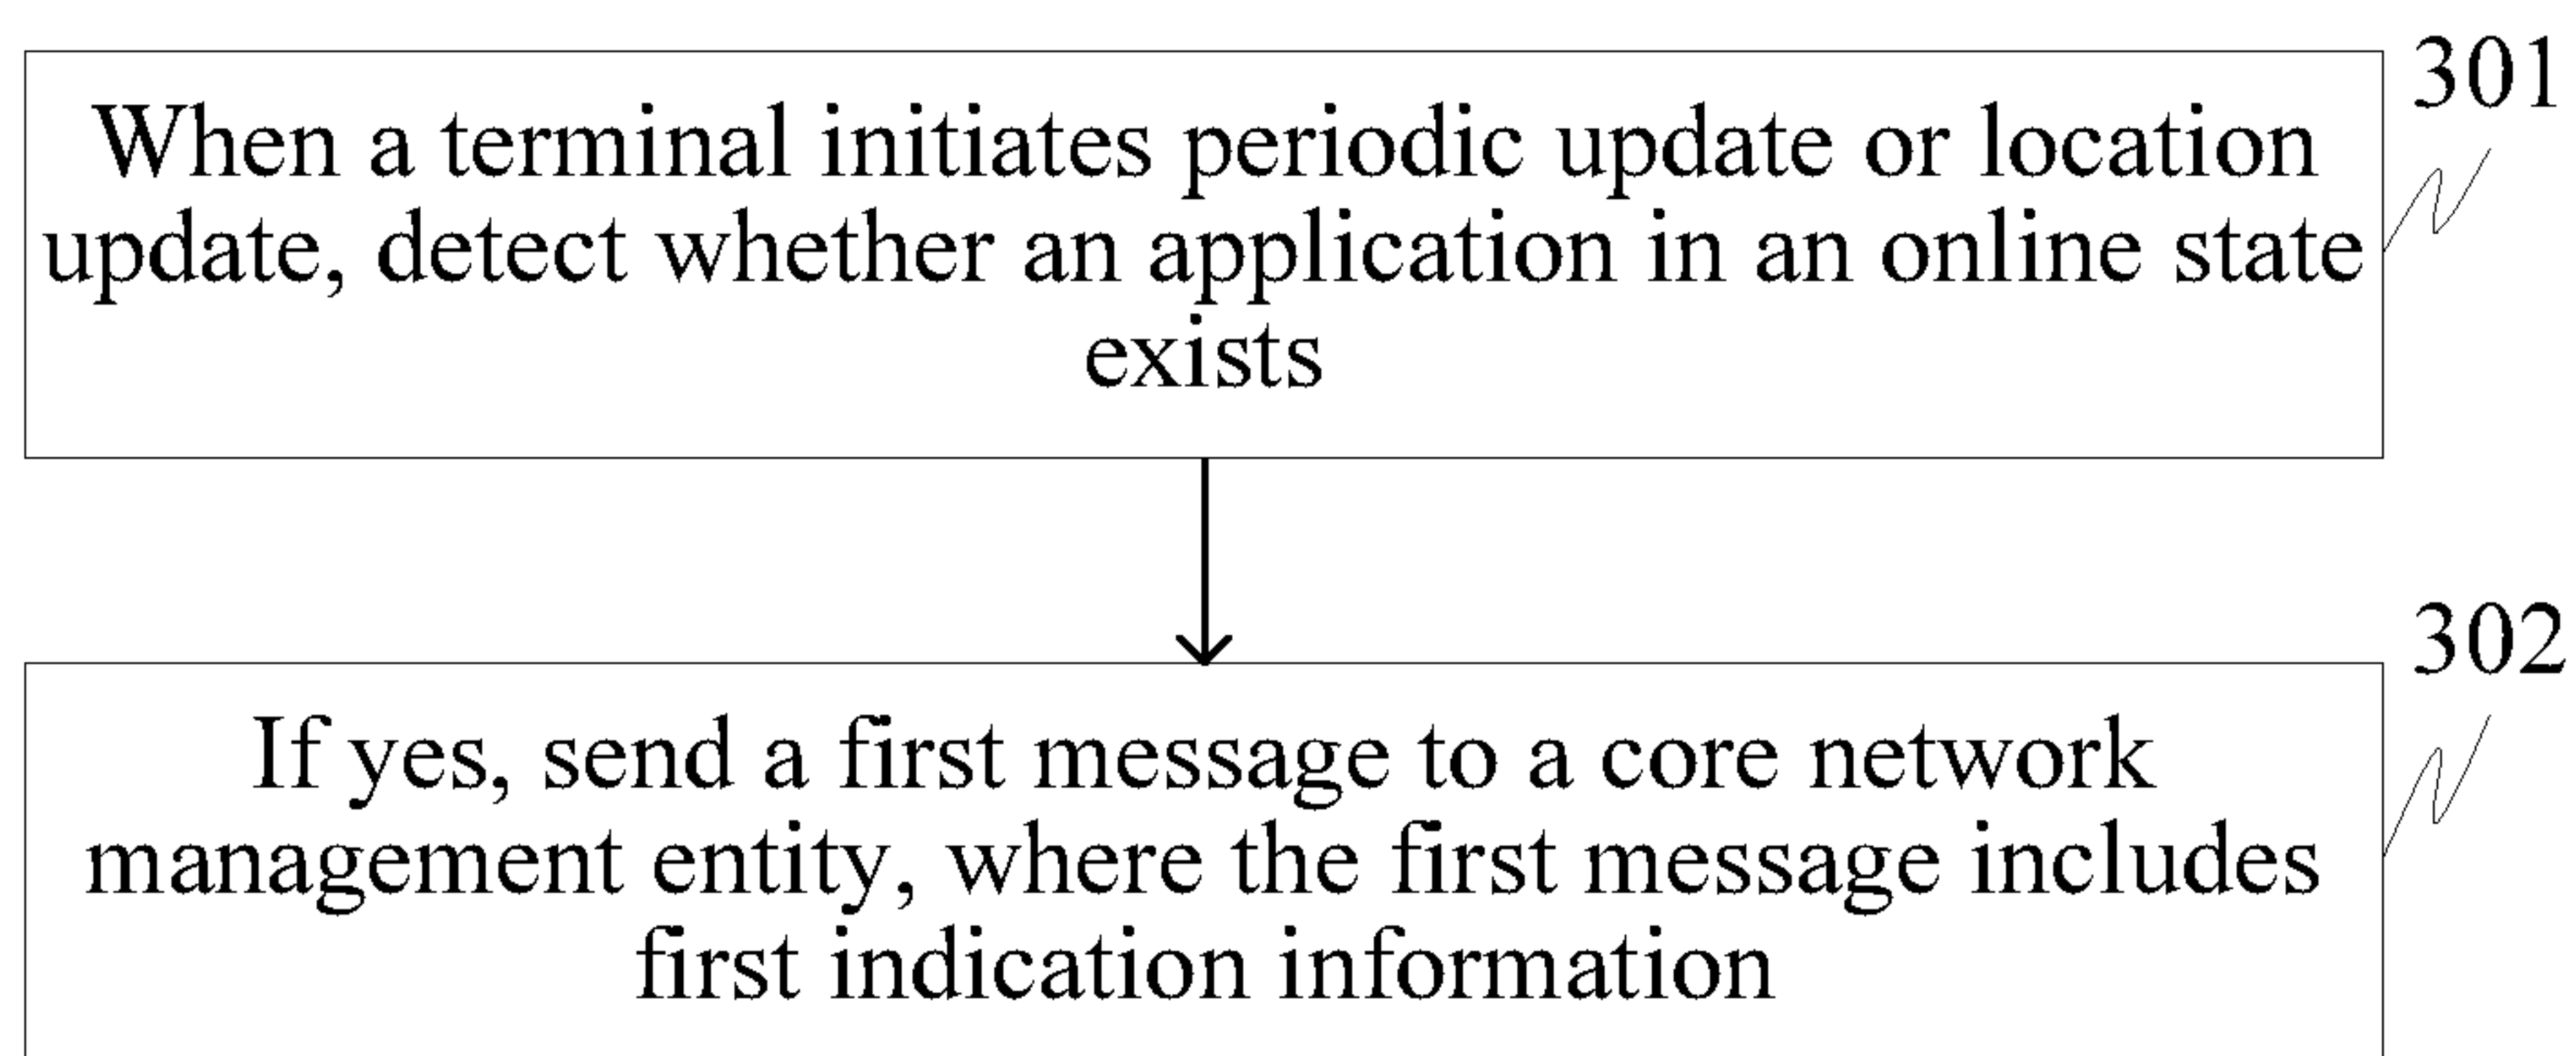 301
When a terminal initiates periodic update or location
update, detect whether an application in an online state
exists
302
If yes, send a first message to a core network
management entity, where the first message includes
first indication information